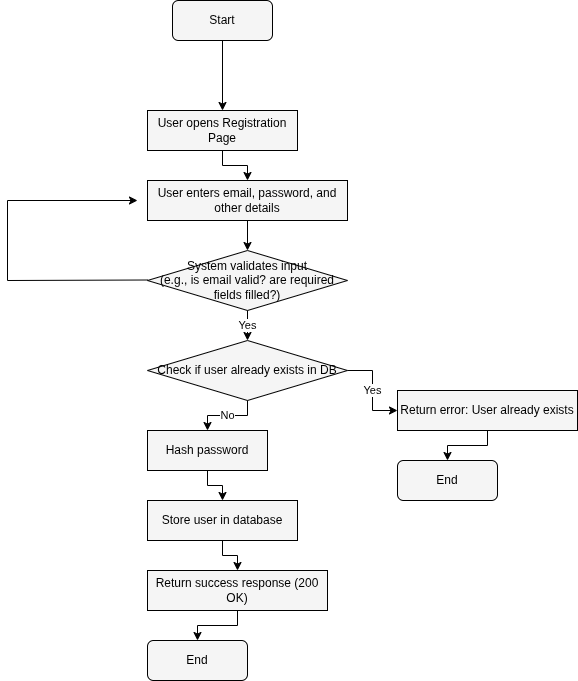 Start
User opens Registration
Page
User enters email, password, and
other details
System validates input
(e.g., is email valid? are required
fields filled?)
Yes
Check if user already exists in DB
Yes
Return error: User already exists
No
Hash password
End
Store user in database
Return success response (200
OK)
End